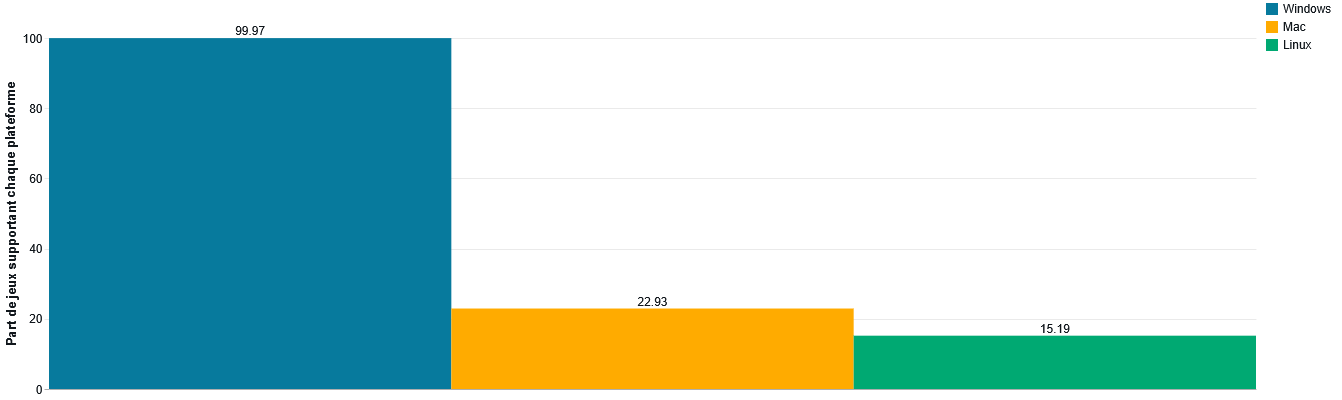 Part de jeux supportant chaque plateforme
100
80
60
40
20
0
99.97
22.93
15.19
Windows
Mac
Linux